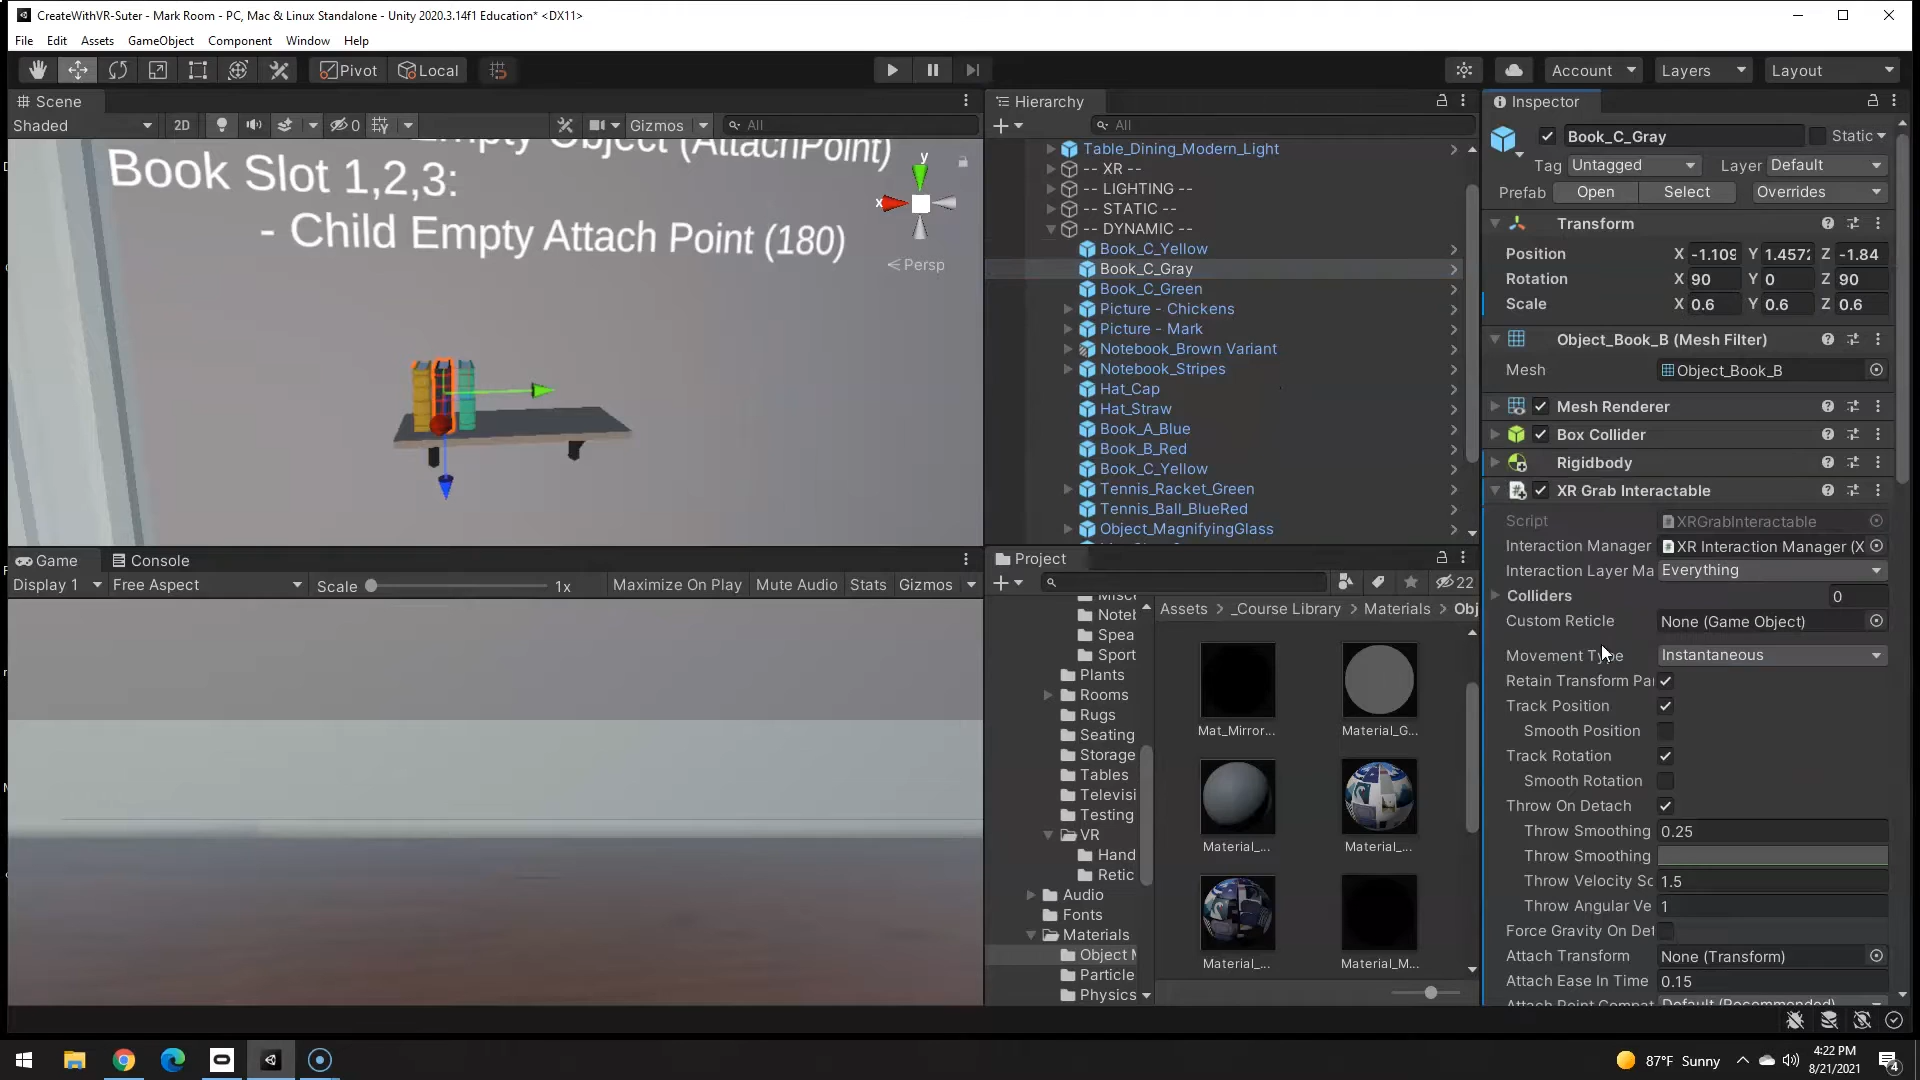 CreateWithVR-Suter - Mark Room - PC, Mac & Linux Standalone - Unity 2020.3.14f1 Education* <DX11>
File Edit Assets GameObject Component Window Help
Pivot Local Account Layers Layout
Scene
Shaded 2D 0 Gizmos All
Empty Object (AttachPoint)
Book Slot 1,2,3:
- Child Empty Attach Point (180)
y
x
Persp
Game Console
Display 1 Free Aspect Scale 1x Maximize On Play Mute Audio Stats Gizmos
Hierarchy
All
Table_Dining_Modern_Light
-- XR --
-- LIGHTING --
-- STATIC --
-- DYNAMIC --
Book_C_Yellow
Book_C_Gray
Book_C_Green
Picture - Chickens
Picture - Mark
Notebook_Brown Variant
Notebook_Stripes
Hat_Cap
Hat_Straw
Book_A_Blue
Book_B_Red
Book_C_Yellow
Tennis_Racket_Green
Tennis_Ball_BlueRed
Object_MagnifyingGlass
Project
22
Noteb
Spea
Sport
Plants
Rooms
Rugs
Seating
Storage
Tables
Televisi
Testing
VR
Hand
Retic
Audio
Fonts
Materials
Object M
Particle
Physics
Assets > _Course Library > Materials > Obj
Mat_Mirror... Material_G...
Material_... Material_...
Material_... Material_M...
Inspector
Book_C_Gray Static
Tag Untagged Layer Default
Prefab Open Select Overrides
Transform
Position X -1.109 Y 1.457 Z -1.84
Rotation X 90 Y 0 Z 90
Scale X 0.6 Y 0.6 Z 0.6
Object_Book_B (Mesh Filter)
Mesh Object_Book_B
Mesh Renderer
Box Collider
Rigidbody
XR Grab Interactable
Script XRGrabInteractable
Interaction Manager XR Interaction Manager (X
Interaction Layer Ma Everything
Colliders 0
Custom Reticle None (Game Object)
Movement Type Instantaneous
Retain Transform Par
Track Position
Smooth Position
Track Rotation
Smooth Rotation
Throw On Detach
Throw Smoothing 0.25
Throw Smoothing
Throw Velocity Sc 1.5
Throw Angular Ve 1
Force Gravity On Det
Attach Transform None (Transform)
Attach Ease In Time 0.15
Attach Point Compat Default (Recommended)
87°F Sunny
4:22 PM
8/21/2021
4